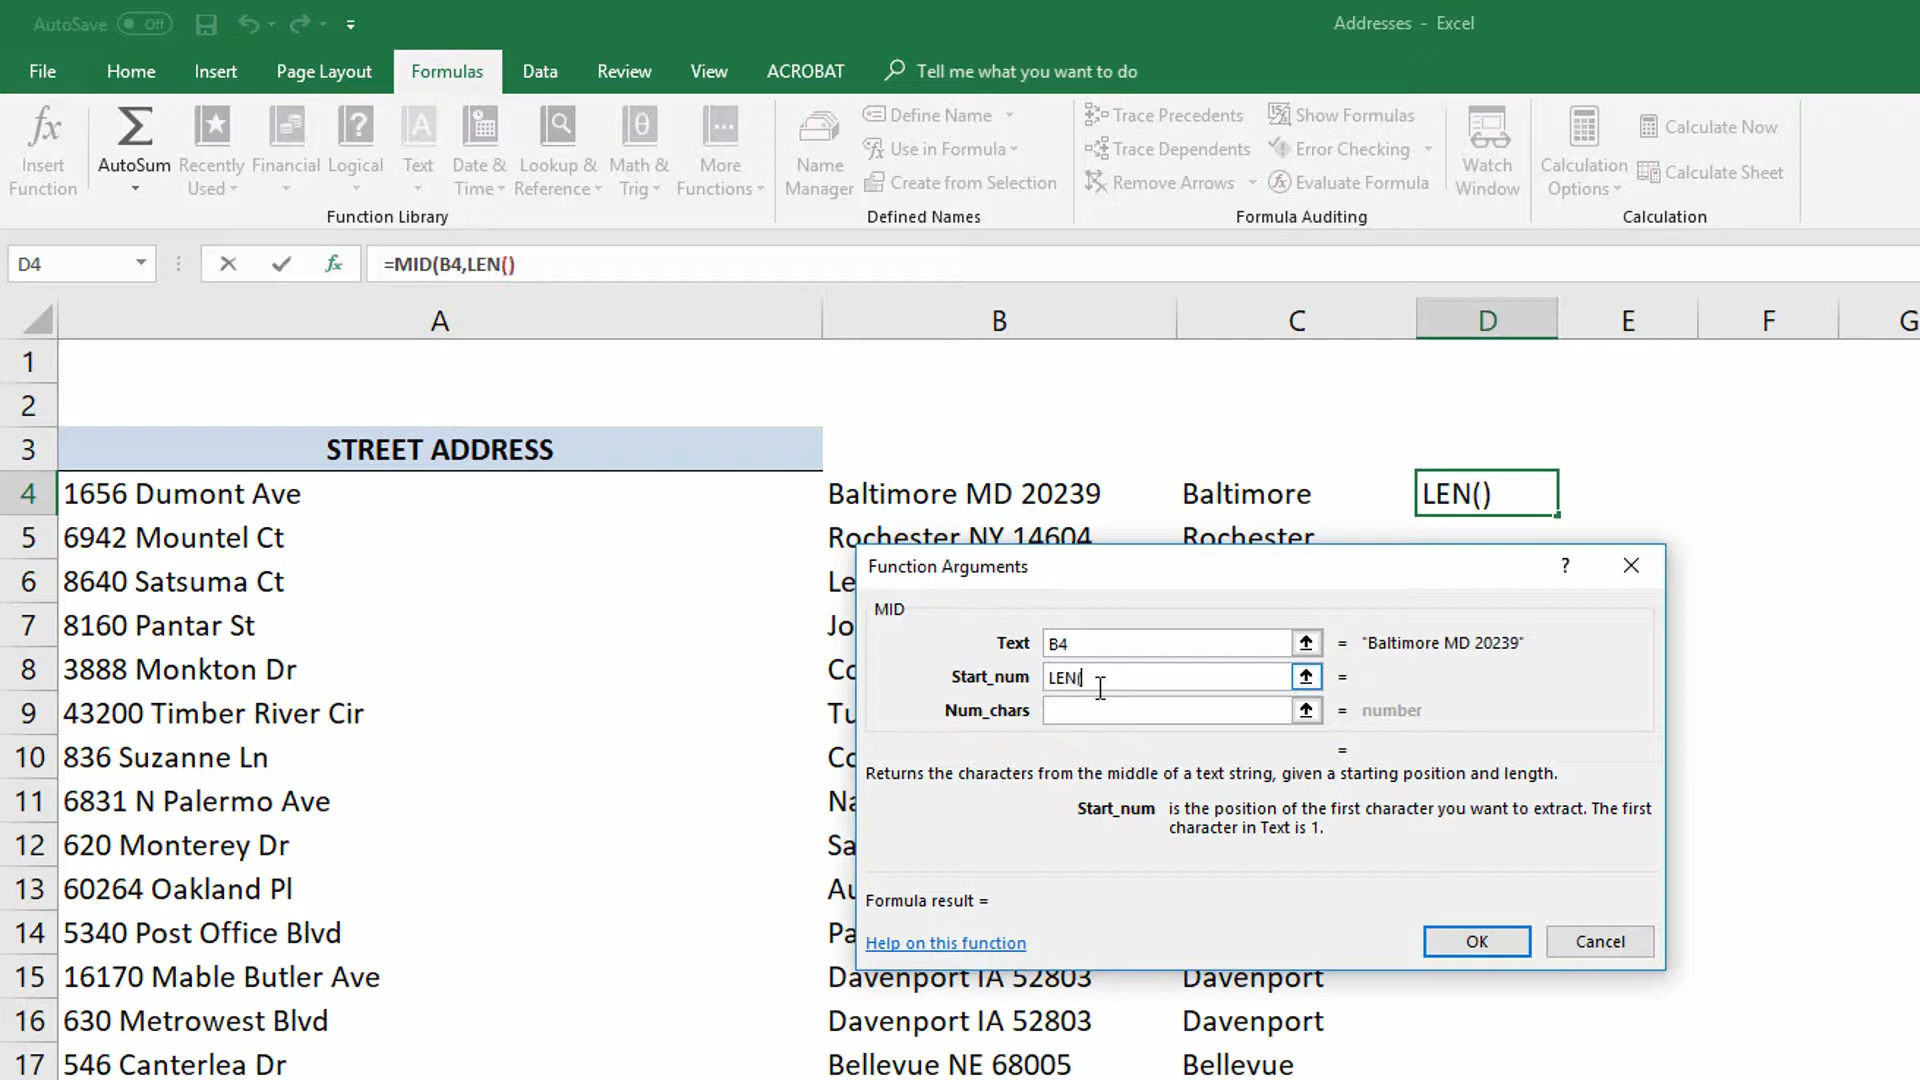 AutoSave Off
Addresses - Excel
File Home Insert Page Layout Formulas Data Review View ACROBAT Tell me what you want to do
fx Insert Function
AutoSum
Recently Used
Financial
Logical
Text
Date & Time
Lookup & Reference
Math & Trig
More Functions
Function Library
Name Manager
Define Name
Use in Formula
Create from Selection
Defined Names
Trace Precedents
Trace Dependents
Remove Arrows
Show Formulas
Error Checking
Evaluate Formula
Formula Auditing
Watch Window
Calculation Options
Calculate Now
Calculate Sheet
Calculation
D4 fx =MID(B4,LEN()
A B C D E F G
1
2
3 STREET ADDRESS
4 1656 Dumont Ave Baltimore MD 20239 Baltimore LEN()
5 6942 Mountel Ct Rochester NY 14604 Rochester
6 8640 Satsuma Ct Le
7 8160 Pantar St Jo
8 3888 Monkton Dr Co
9 43200 Timber River Cir Tu
10 836 Suzanne Ln Co
11 6831 N Palermo Ave Na
12 620 Monterey Dr Sa
13 60264 Oakland Pl Au
14 5340 Post Office Blvd Pa
15 16170 Mable Butler Ave Davenport IA 52803 Davenport
16 630 Metrowest Blvd Davenport IA 52803 Davenport
17 546 Canterlea Dr Bellevue NE 68005 Bellevue
Function Arguments ?
MID
Text B4 = "Baltimore MD 20239"
Start_num LEN( =
Num_chars = number
=
Returns the characters from the middle of a text string, given a starting position and length.
Start_num is the position of the first character you want to extract. The first
character in Text is 1.
Formula result =
Help on this function
OK Cancel